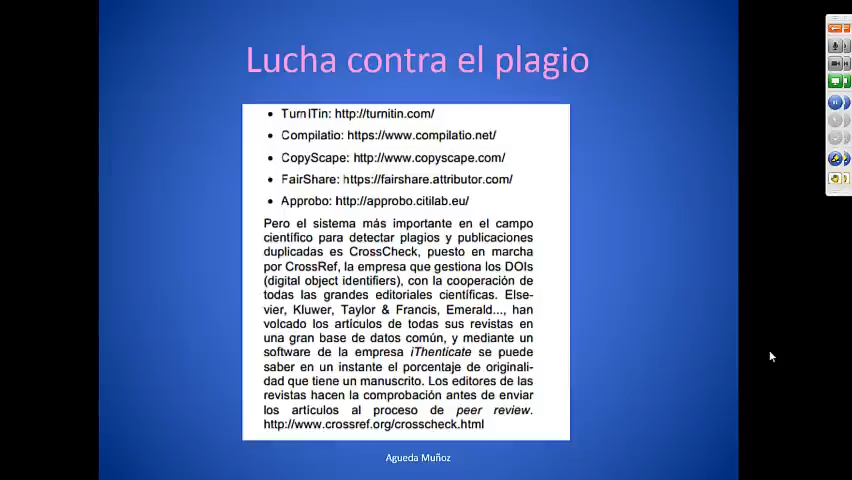 Lucha contra el plagio
• TurnITin: http://turnitin.com/
• Compilatio: https://www.compilatio.net/
• CopyScape: http://www.copyscape.com/
• FairShare: https://fairshare.attributor.com/
• Approbo: http://approbo.citilab.eu/
Pero el sistema más importante en el campo
científico para detectar plagios y publicaciones
duplicadas es CrossCheck, puesto en marcha
por CrossRef, la empresa que gestiona los DOIs
(digital object identifiers), con la cooperación de
todas las grandes editoriales científicas. Else-
vier, Kluwer, Taylor & Francis, Emerald..., han
volcado los artículos de todas sus revistas en
una gran base de datos común, y mediante un
software de la empresa iThenticate se puede
saber en un instante el porcentaje de originali-
dad que tiene un manuscrito. Los editores de las
revistas hacen la comprobación antes de enviar
los artículos al proceso de peer review.
http://www.crossref.org/crosscheck.html
Agueda Muñoz